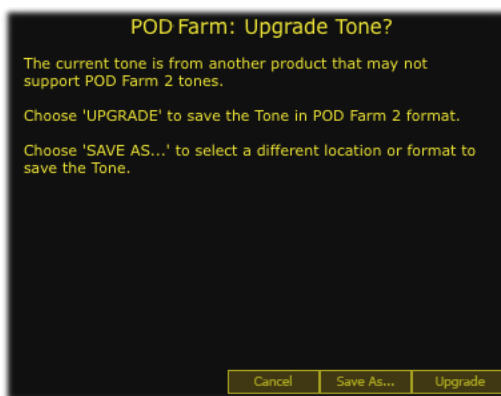 POD Farm: Upgrade Tone?
The current tone is from another product that may not
support POD Farm 2 tones.
Choose 'UPGRADE' to save the Tone in POD Farm 2 format.
Choose 'SAVE AS...' to select a different location or format to
save the Tone.
Cancel Save As... Upgrade